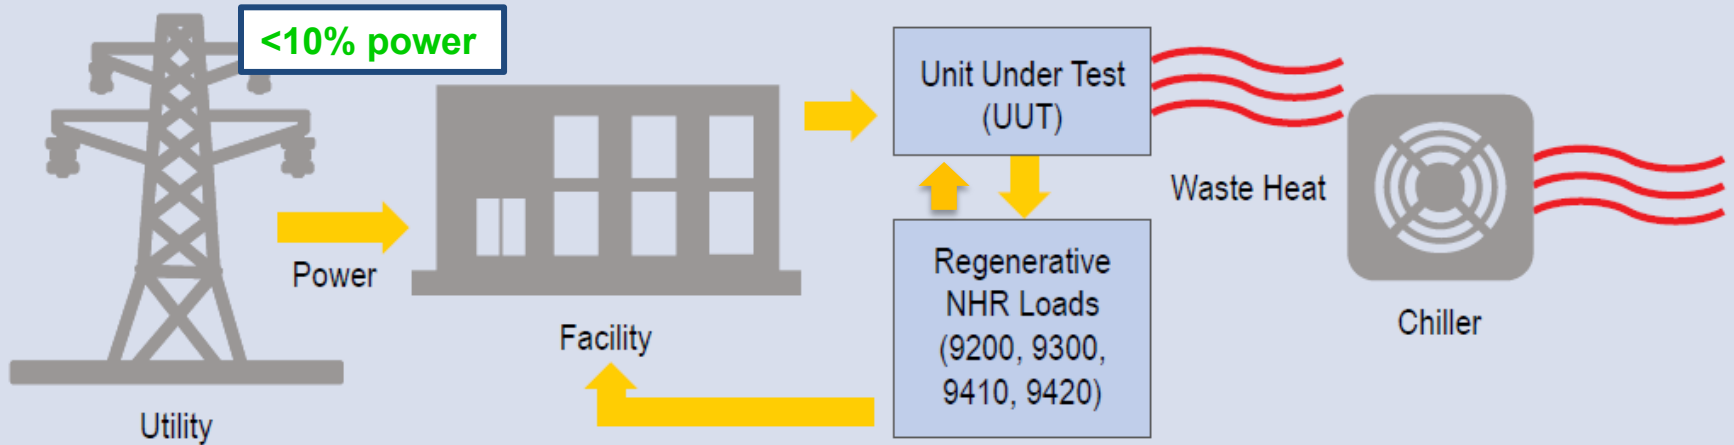 <10% power
Unit Under Test
(UUT)
Waste Heat
Power
Regenerative
NHR Loads
(9200, 9300,
9410, 9420)
Facility
Chiller
Utility